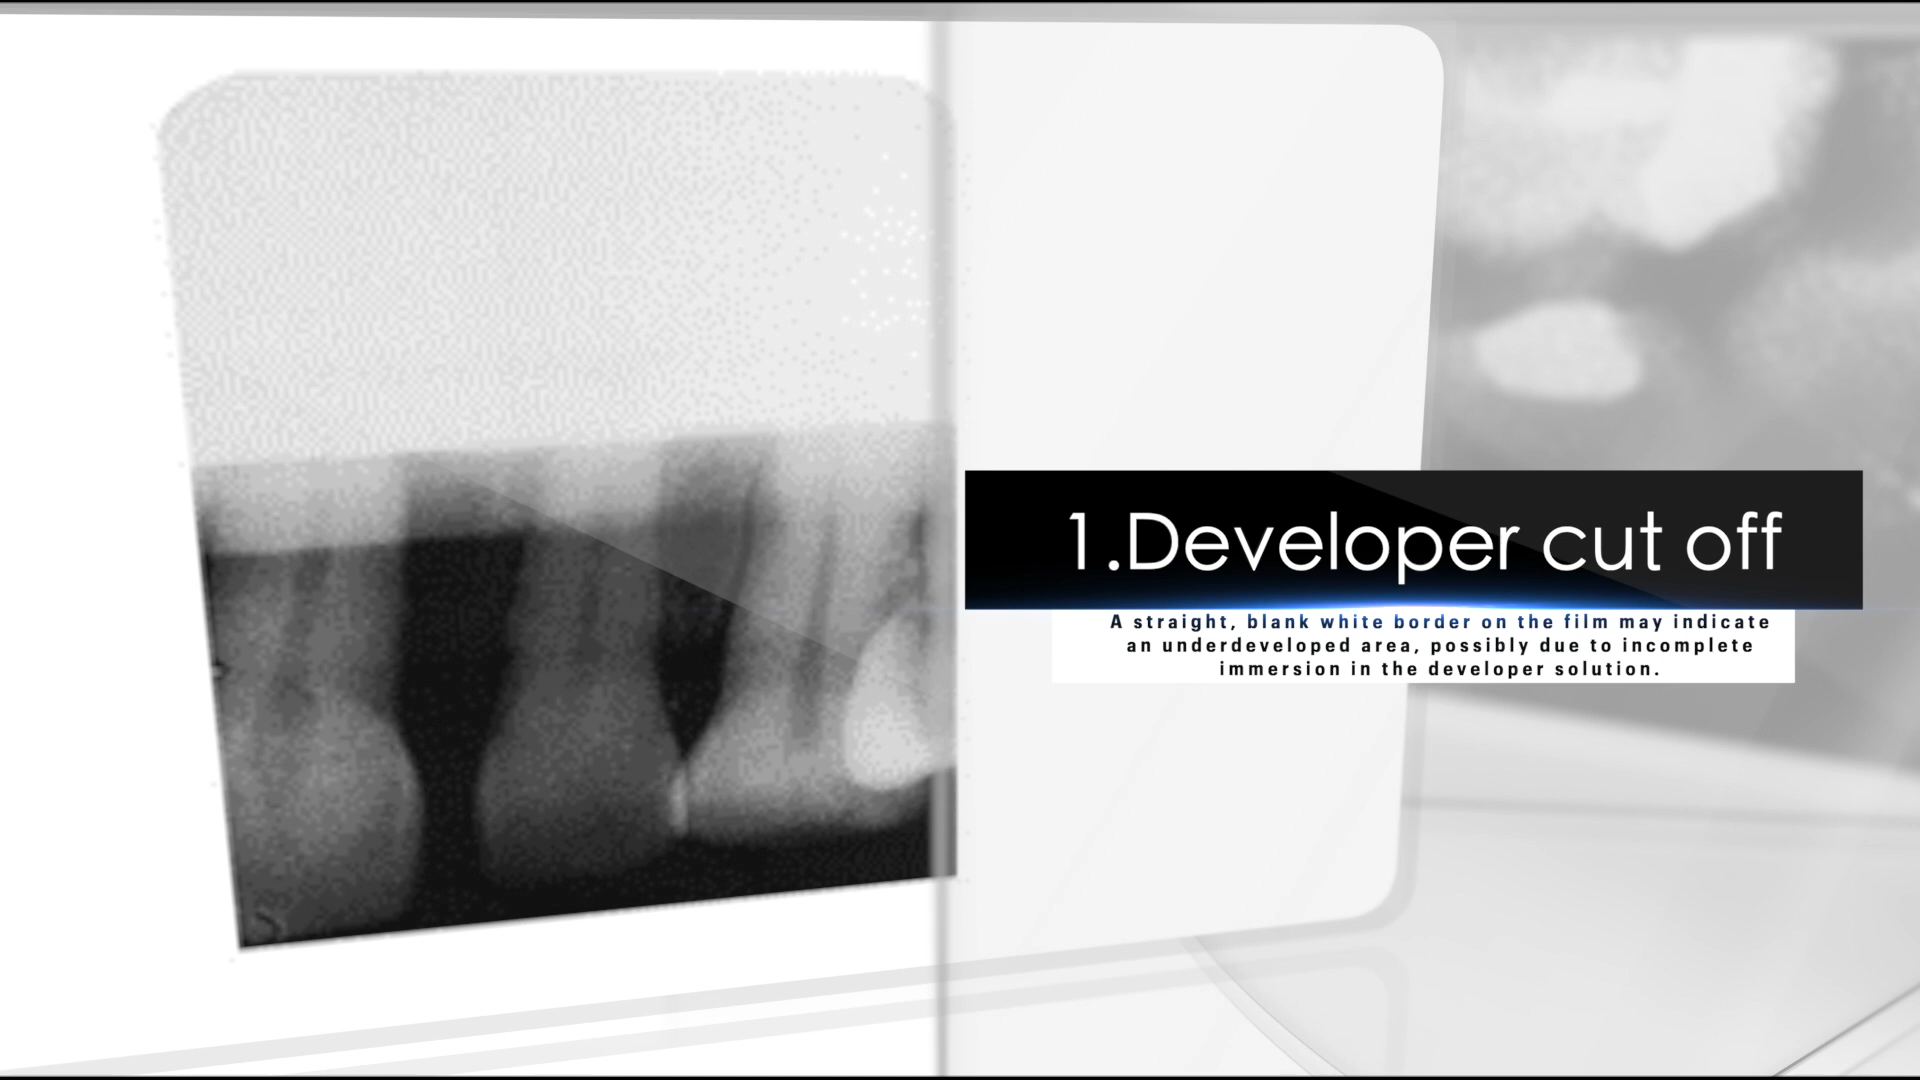 1.Developer cut off
A straight, blank white border on the film may indicate
an underdeveloped area, possibly due to incomplete
immersion in the developer solution.